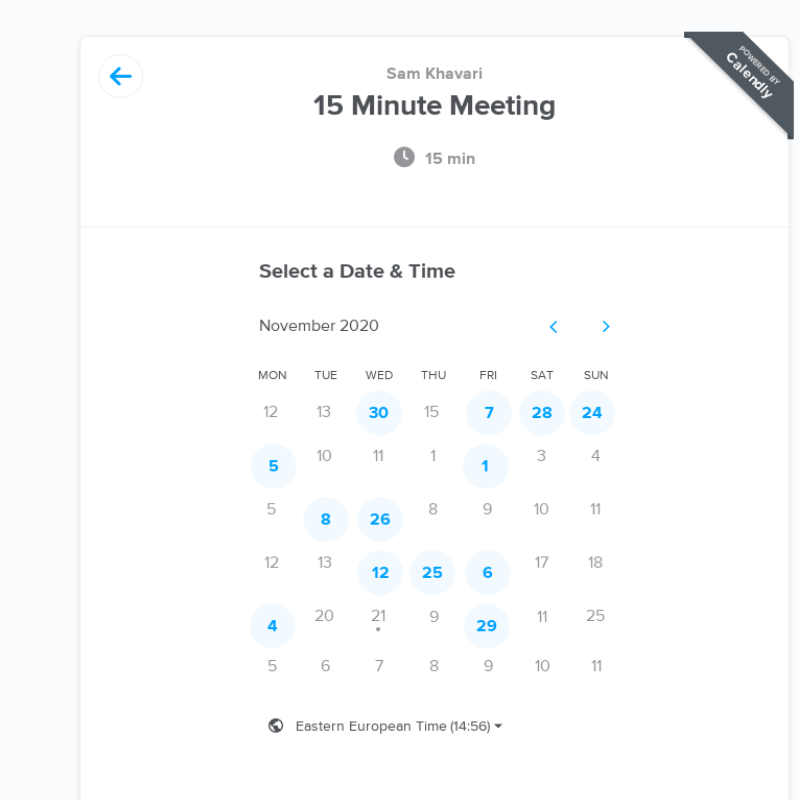 POWERED BY
Calendly
Sam Khavari
15 Minute Meeting
15 min
Select a Date & Time
November 2020
MON TUE WED THU FRI SAT SUN
12 13 30 15 7 28 24
5 10 11 1 1 3 4
5 8 26 8 9 10 11
12 13 12 25 6 17 18
4 20 21 9 29 11 25
5 6 7 8 9 10 11
Eastern European Time (14:56)